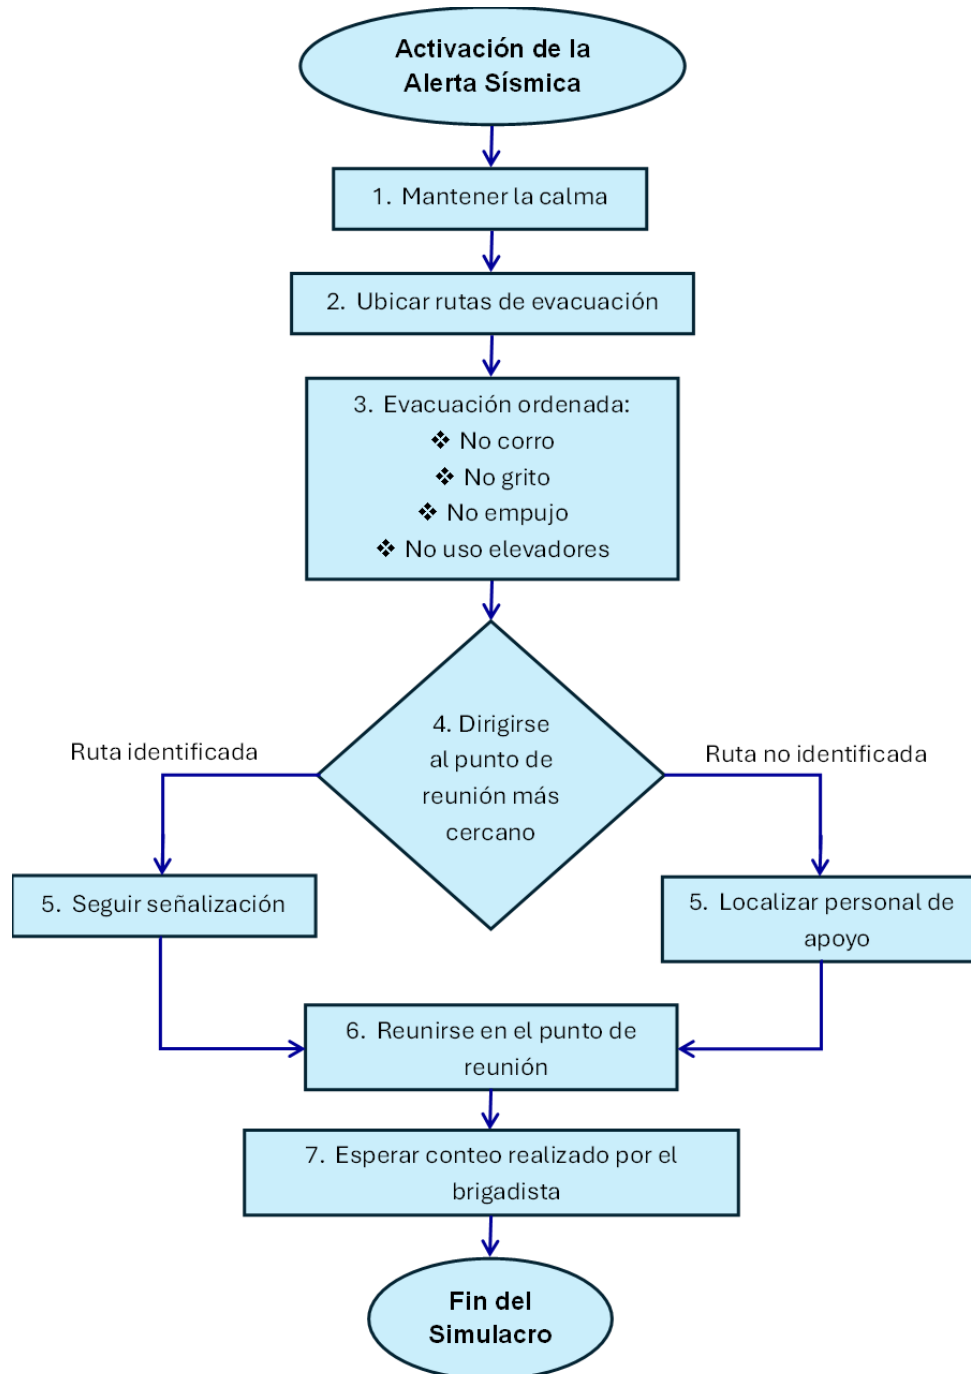 Activación de la
Alerta Sísmica
1. Mantener la calma
2. Ubicar rutas de evacuación
3. Evacuación ordenada:
❖ No corro
❖ No grito
❖ No empujo
❖ No uso elevadores
4. Dirigirse
al punto de
reunión más
cercano
Ruta identificada
Ruta no identificada
5. Seguir señalización
5. Localizar personal de
apoyo
6. Reunirse en el punto de
reunión
7. Esperar conteo realizado por el
brigadista
Fin del
Simulacro